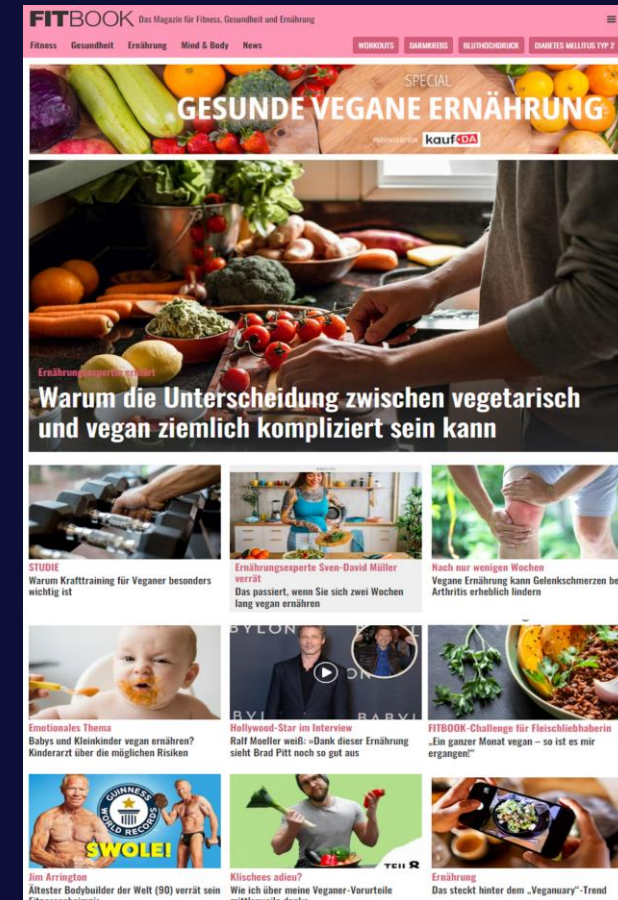 FITBOOK Das Magazin für Fitness, Gesundheit und Ernährung
Fitness Gesundheit Ernährung Mind & Body News
WORKOUTS DARMKREBS BLUTHOCHDRUCK DIABETES MELLITUS TYP 2
SPECIAL
GESUNDE VEGANE ERNÄHRUNG
kaufDA
Ernährungsexpertin erklärt
Warum die Unterscheidung zwischen vegetarisch
und vegan ziemlich kompliziert sein kann
STUDIE
Warum Krafttraining für Veganer besonders
wichtig ist
Ernährungsexperte Sven-David Müller
verrät
Das passiert, wenn Sie sich zwei Wochen
lang vegan ernähren
Nach nur wenigen Wochen
Vegane Ernährung kann Gelenkschmerzen be
Arthritis erheblich lindern
Emotionales Thema
Babys und Kleinkinder vegan ernähren?
Kinderarzt über die möglichen Risiken
BYLON
Hollywood-Star im Interview
Ralf Moeller weiß: »Dank dieser Ernährung
sieht Brad Pitt noch so gut aus
FITBOOK-Challenge für Fleischliebhaberin
„Ein ganzer Monat vegan – so ist es mir
ergangen!"
GUINNESS
WORLD RECORDS
SWOLE!
Jim Arrington
Ältester Bodybuilder der Welt (90) verrät sein
TEIL 8
Klischees adieu?
Wie ich über meine Veganer-Vorurteile
Ernährung
Das steckt hinter dem „Veganuary"-Trend